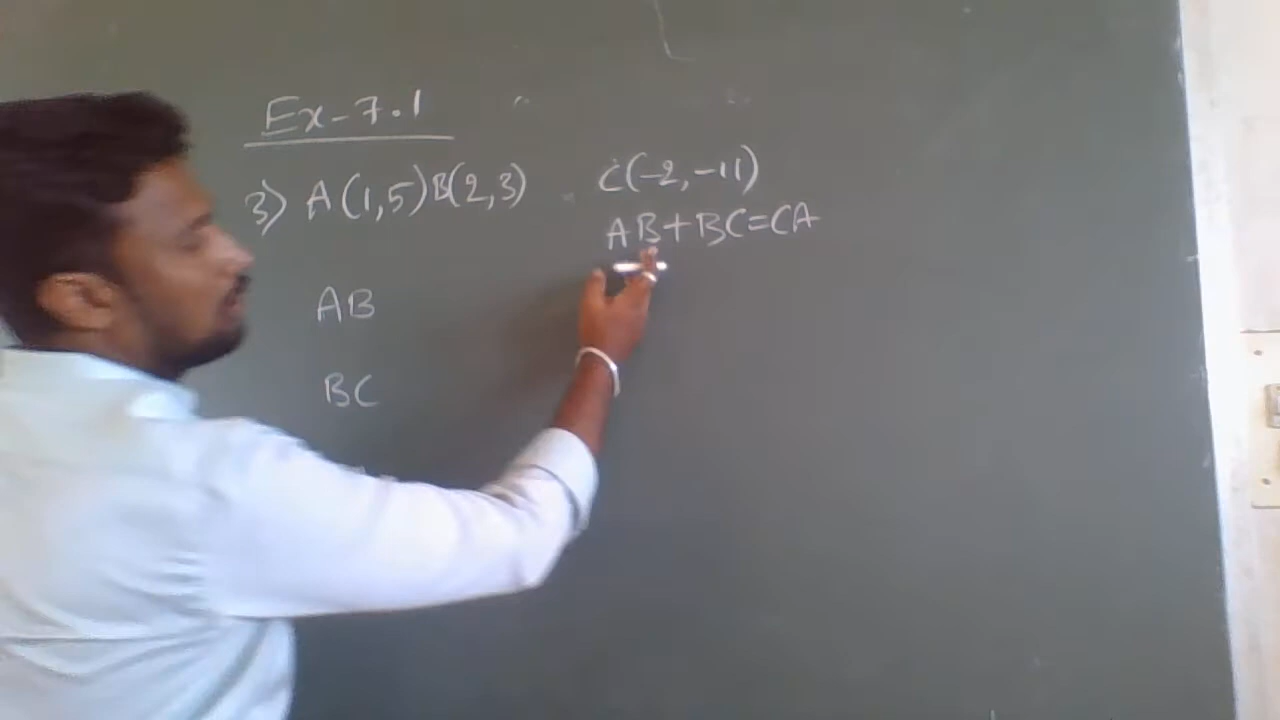 Ex-7.1
3) A(1,5) B(2,3) C(-2,-11)
AB+BC=CA
AB
BC